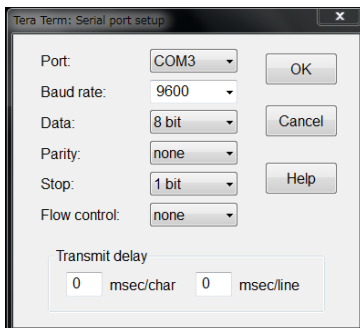 Tera Term: Serial port setup
x
Port: COM3 OK
Baud rate: 9600
Data: 8 bit Cancel
Parity: none
Stop: 1 bit Help
Flow control: none
Transmit delay
0 msec/char 0 msec/line